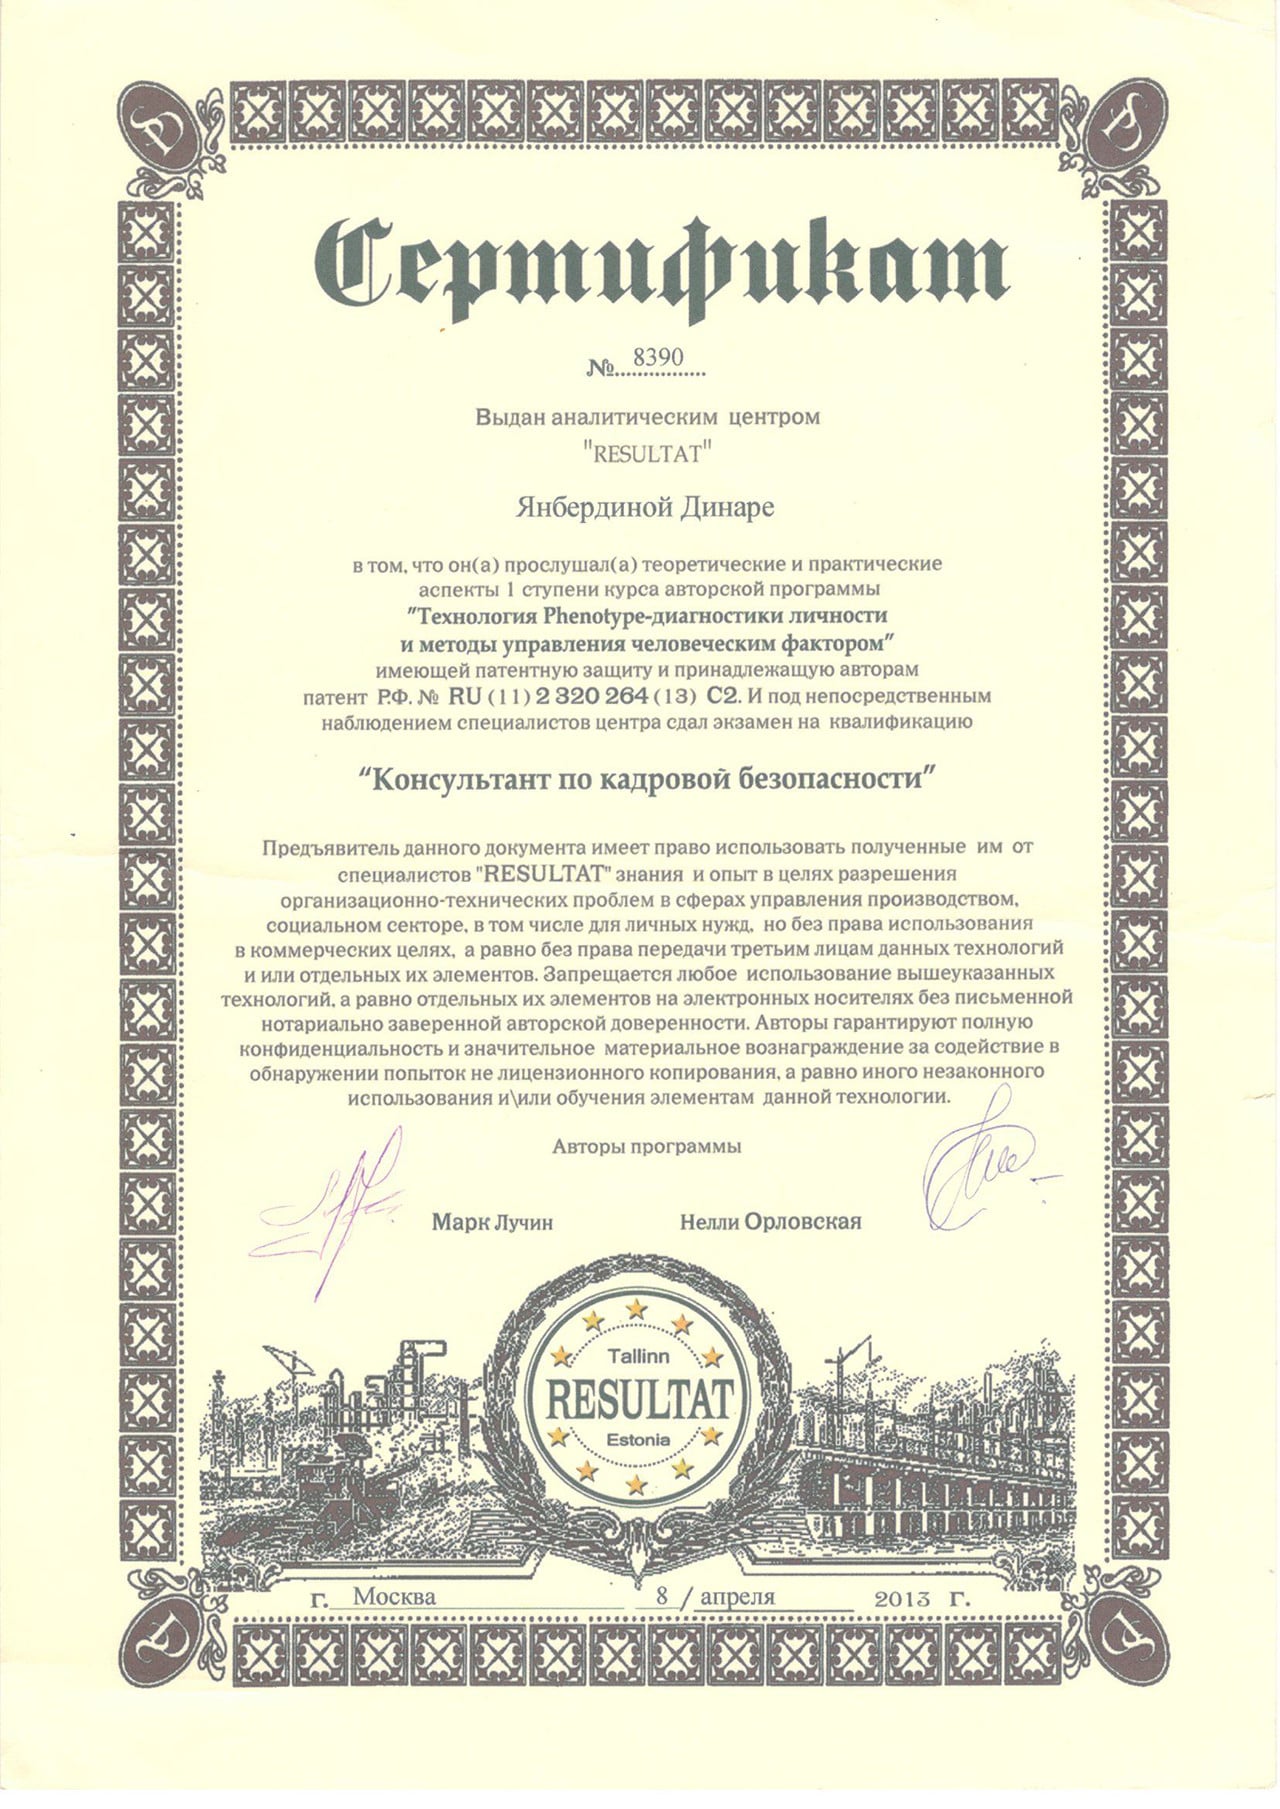 Сертификат
№ 8390
Выдан аналитическим центром
"RESULTAT"
Янбердиной Динаре
в том, что он(а) прослушал(а) теоретические и практические
аспекты 1 ступени курса авторской программы
"Технология Phenotype-диагностики личности
и методы управления человеческим фактором"
имеющей патентную защиту и принадлежащую авторам
патент Р.Ф. № RU (11) 2 320 264 (13) C2. И под непосредственным
наблюдением специалистов центра сдал экзамен на квалификацию
"Консультант по кадровой безопасности"
Предъявитель данного документа имеет право использовать полученные им от
специалистов "RESULTAT" знания и опыт в целях разрешения
организационно-технических проблем в сферах управления производством,
социальном секторе, в том числе для личных нужд, но без права использования
в коммерческих целях, а равно без права передачи третьим лицам данных технологий
и или отдельных их элементов. Запрещается любое использование вышеуказанных
технологий, а равно отдельных их элементов на электронных носителях без письменной
нотариально заверенной авторской доверенности. Авторы гарантируют полную
конфиденциальность и значительное материальное вознаграждение за содействие в
обнаружении попыток не лицензионного копирования, а равно иного незаконного
использования и\или обучения элементам данной технологии.
Авторы программы
Марк Лучин Нелли Орловская
Tallinn
RESULTAT
Estonia
г. Москва 8 / апреля 2013 г.